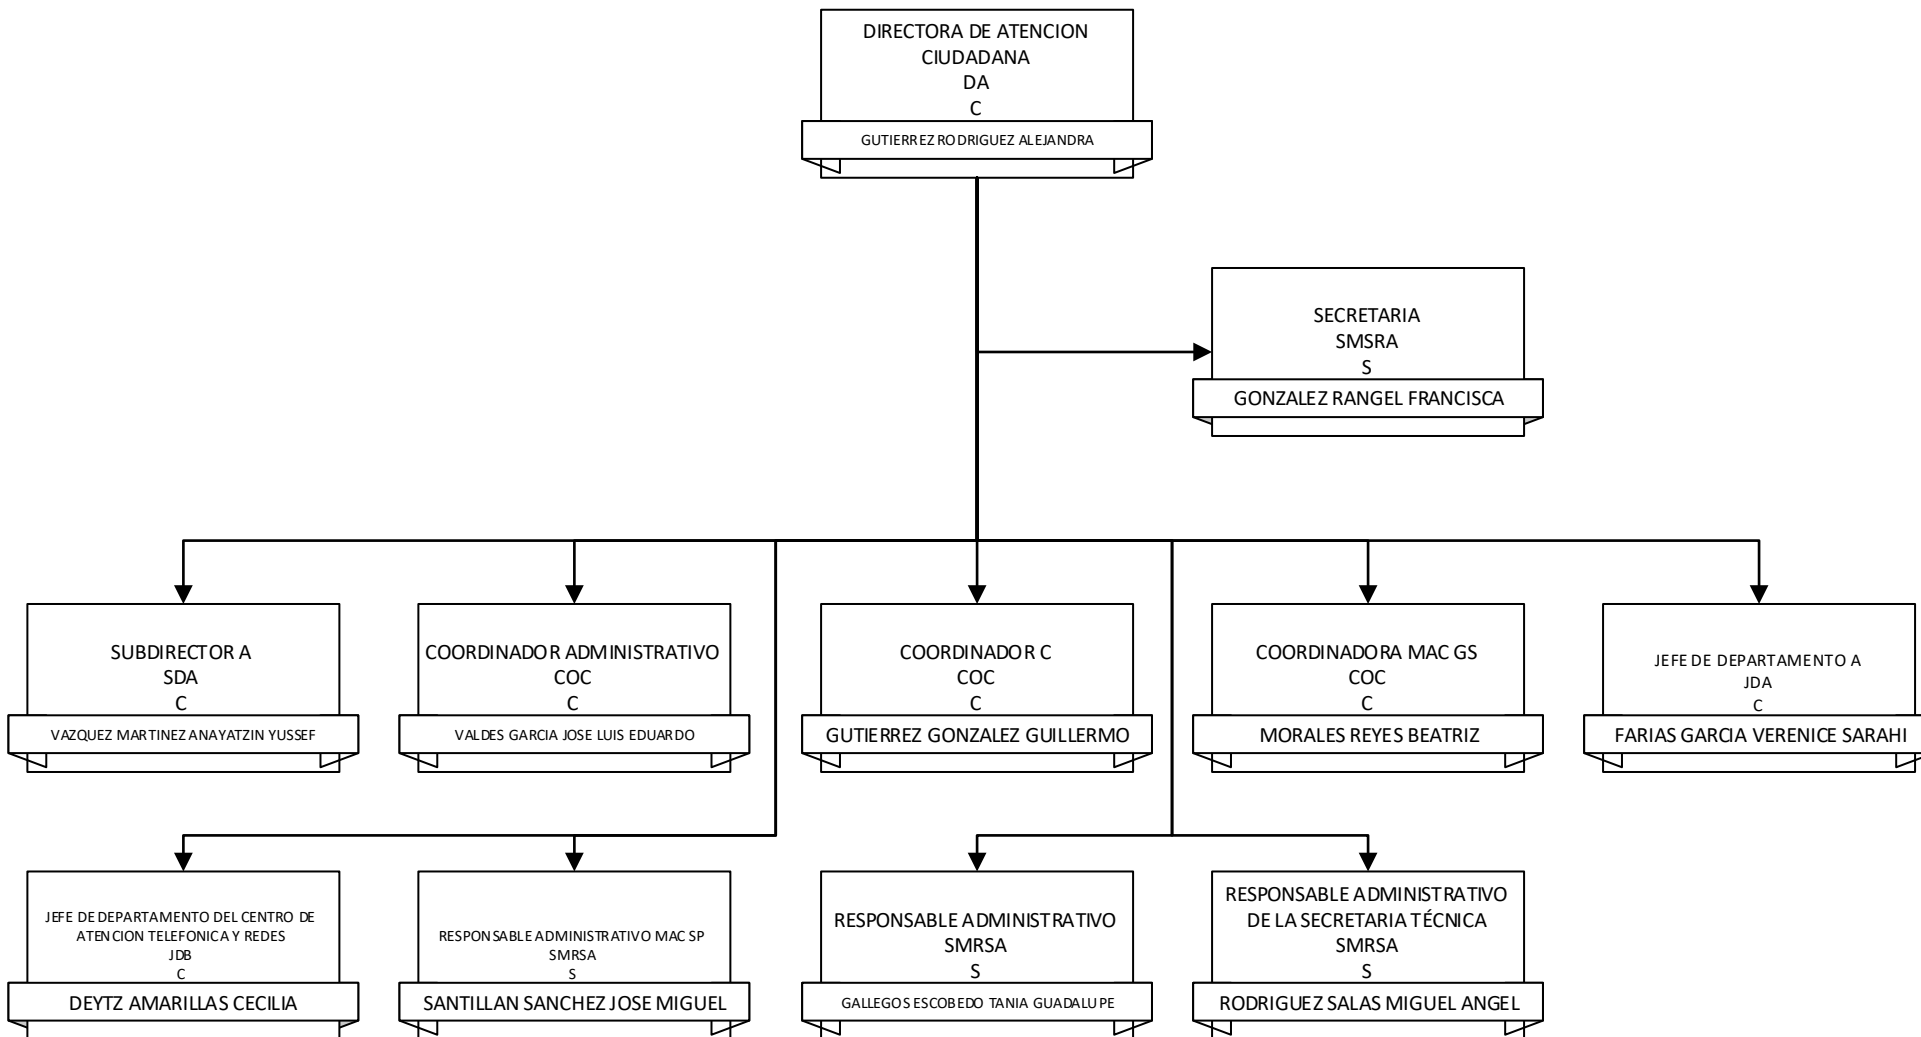 DIRECTORA DE ATENCION
CIUDADANA
DA
C
GUTIERREZ RODRIGUEZ ALEJANDRA
SECRETARIA
SMSRA
S
GONZALEZ RANGEL FRANCISCA
SUBDIRECTOR A
SDA
C
VAZQUEZ MARTINEZ ANAYATZIN YUSSEF
COORDINADOR ADMINISTRATIVO
COC
C
VALDES GARCIA JOSE LUIS EDUARDO
COORDINADOR C
COC
C
GUTIERREZ GONZALEZ GUILLERMO
COORDINADORA MAC GS
COC
C
MORALES REYES BEATRIZ
JEFE DE DEPARTAMENTO A
JDA
C
FARIAS GARCIA VERENICE SARAHI
JEFE DE DEPARTAMENTO DEL CENTRO DE
ATENCION TELEFONICA Y REDES
JDB
C
DEYTZ AMARILLAS CECILIA
RESPONSABLE ADMINISTRATIVO MAC SP
SMRSA
S
SANTILLAN SANCHEZ JOSE MIGUEL
RESPONSABLE ADMINISTRATIVO
SMRSA
S
GALLEGOS ESCOBEDO TANIA GUADALUPE
RESPONSABLE ADMINISTRATIVO
DE LA SECRETARIA TÉCNICA
SMRSA
S
RODRIGUEZ SALAS MIGUEL ANGEL